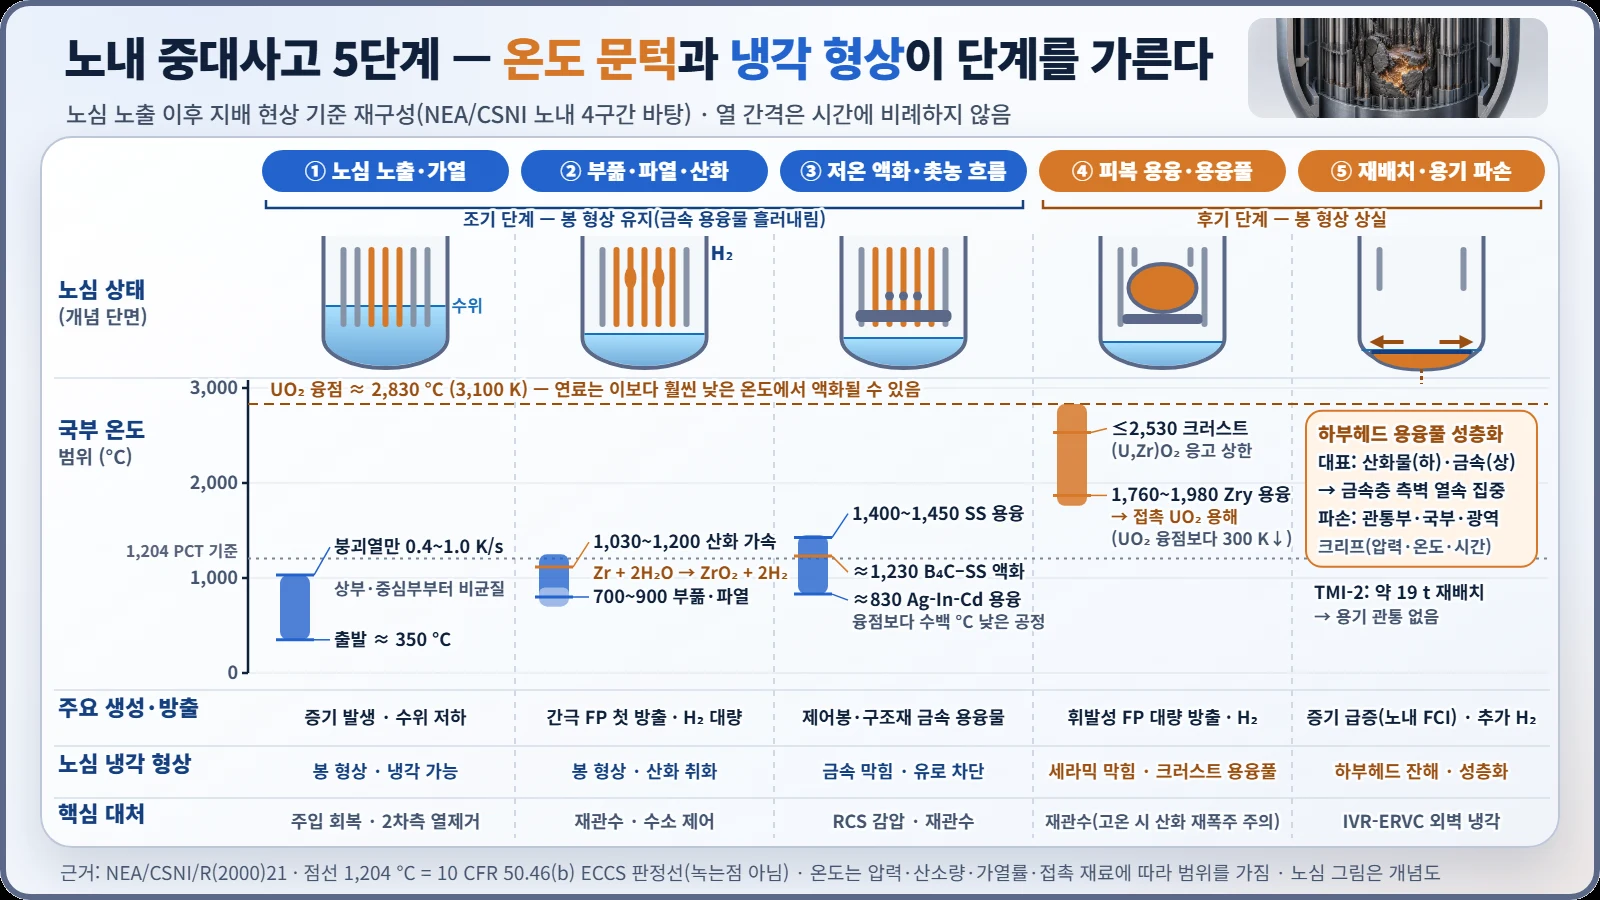 노내 중대사고 5단계 — 온도 문턱과 냉각 형상이 단계를 가른다
노심 노출 이후 지배 현상 기준 재구성(NEA/CSNI 노내 4구간 바탕) · 열 간격은 시간에 비례하지 않음
① 노심 노출·가열
② 부풂·파열·산화
③ 저온 액화·촛농 흐름
④ 피복 용융·용융풀
⑤ 재배치·용기 파손
조기 단계 — 봉 형상 유지(금속 용융물 흘러내림)
후기 단계 — 봉 형상 상실
노심 상태
(개념 단면)
수위
H₂
국부 온도
범위 (°C)
3,000
2,000
1,204 PCT 기준
1,000
0
UO₂ 융점 ≈ 2,830 °C (3,100 K) — 연료는 이보다 훨씬 낮은 온도에서 액화될 수 있음
붕괴열만 0.4~1.0 K/s
상부·중심부부터 비균질
출발 ≈ 350 °C
1,030~1,200 산화 가속
Zr + 2H₂O → ZrO₂ + 2H₂
700~900 부풂·파열
1,400~1,450 SS 용융
≈1,230 B₄C–SS 액화
≈830 Ag-In-Cd 용융
융점보다 수백 °C 낮은 공정
≤2,530 크러스트
(U,Zr)O₂ 응고 상한
1,760~1,980 Zry 용융
→ 접촉 UO₂ 용해
(UO₂ 융점보다 300 K↓)
하부헤드 용융풀 성층화
대표: 산화물(하)·금속(상)
→ 금속층 측벽 열속 집중
파손: 관통부·국부·광역
크리프(압력·온도·시간)
TMI-2: 약 19 t 재배치
→ 용기 관통 없음
주요 생성·방출
증기 발생 · 수위 저하
간극 FP 첫 방출 · H₂ 대량
제어봉·구조재 금속 용융물
휘발성 FP 대량 방출 · H₂
증기 급증(노내 FCI) · 추가 H₂
노심 냉각 형상
봉 형상 · 냉각 가능
봉 형상 · 산화 취화
금속 막힘 · 유로 차단
세라믹 막힘 · 크러스트 용융풀
하부헤드 잔해 · 성층화
핵심 대처
주입 회복 · 2차측 열제거
재관수 · 수소 제어
RCS 감압 · 재관수
재관수(고온 시 산화 재폭주 주의)
IVR-ERVC 외벽 냉각
근거: NEA/CSNI/R(2000)21 · 점선 1,204 °C = 10 CFR 50.46(b) ECCS 판정선(녹는점 아님) · 온도는 압력·산소량·가열률·접촉 재료에 따라 범위를 가짐 · 노심 그림은 개념도